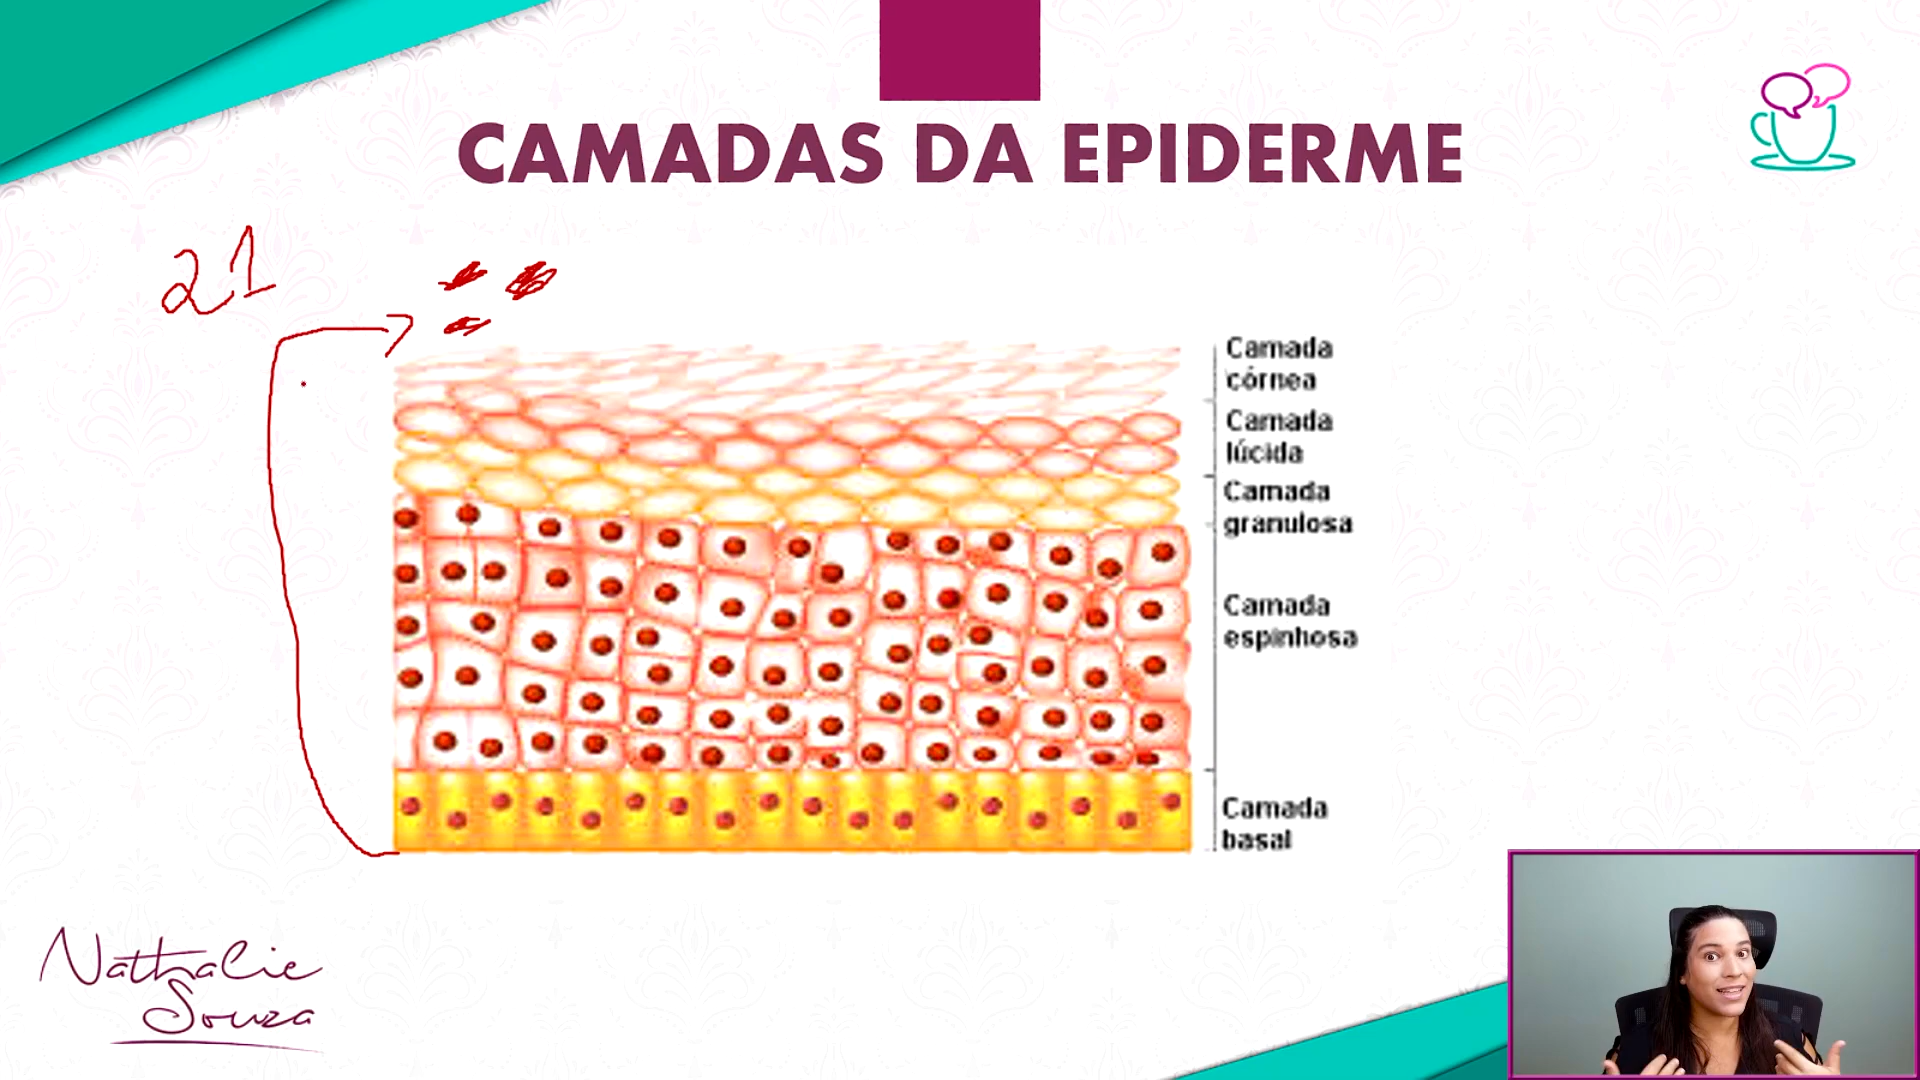 CAMADAS DA EPIDERME
21
Camada
córnea
Camada
lúcida
Camada
granulosa
Camada
espinhosa
Camada
basal
Nathalie
Souza